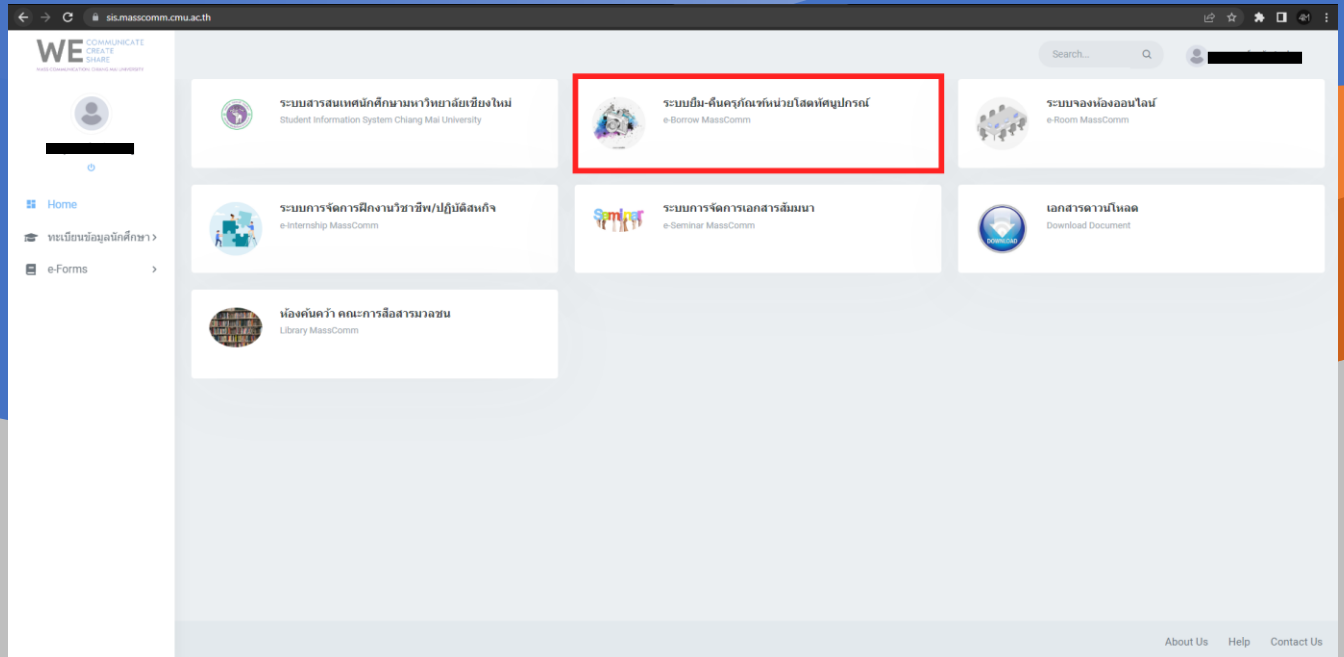 sis.masscomm.cmu.ac.th
WE COMMUNICATE
CREATE
SHARE
MASS COMMUNICATION CHIANG MAI UNIVERSITY
Search...
Home
ทะเบียนข้อมูลนักศึกษา
e-Forms
ระบบสารสนเทศนักศึกษามหาวิทยาลัยเชียงใหม่
Student Information System Chiang Mai University
ระบบยืม-คืนครุภัณฑ์หน่วยโสตทัศนูปกรณ์
e-Borrow MassComm
ระบบจองห้องออนไลน์
e-Room MassComm
ระบบการจัดการฝึกงานวิชาชีพ/ปฏิบัติสหกิจ
e-Internship MassComm
Seminar
ระบบการจัดการเอกสารสัมมนา
e-Seminar MassComm
DOWNLOAD
เอกสารดาวน์โหลด
Download Document
ห้องค้นคว้า คณะการสื่อสารมวลชน
Library MassComm
About Us Help Contact Us